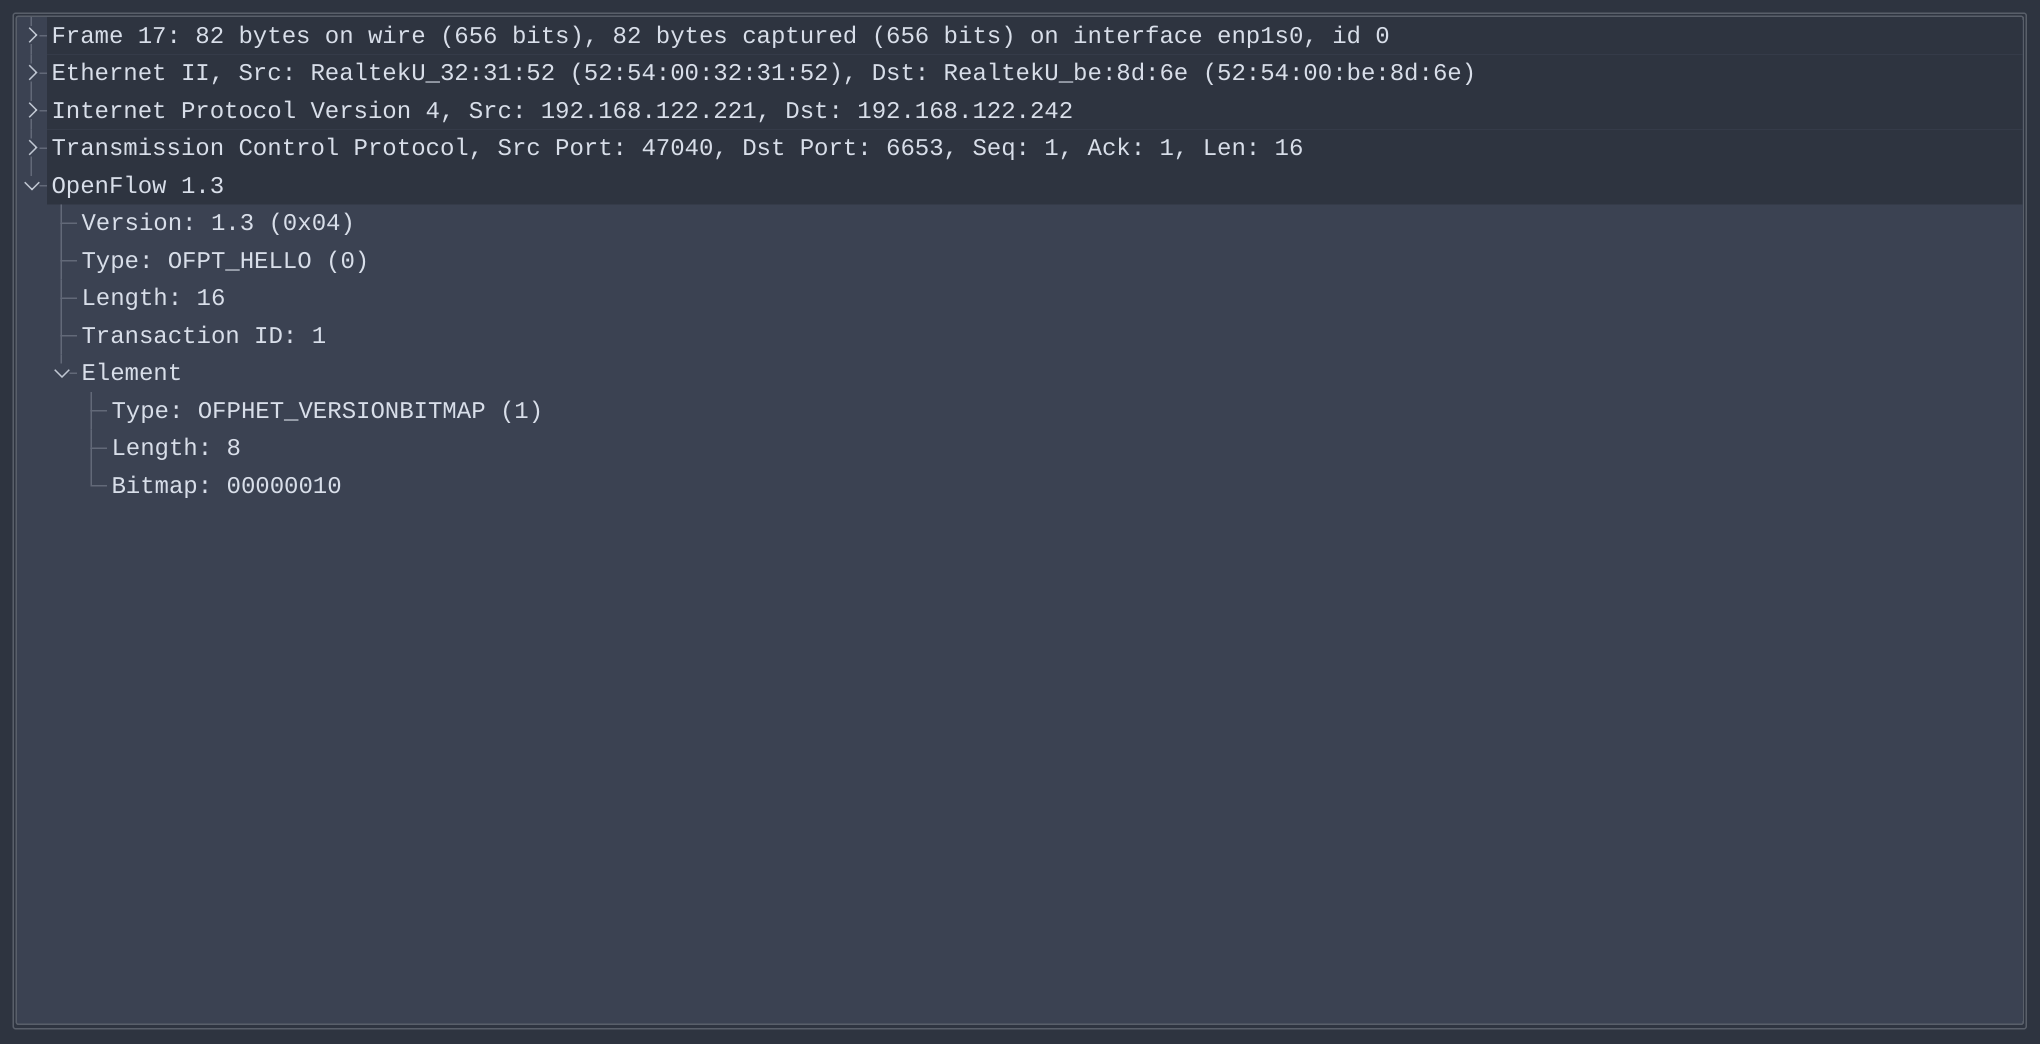 Frame 17: 82 bytes on wire (656 bits), 82 bytes captured (656 bits) on interface enp1s0, id 0
Ethernet II, Src: RealtekU_32:31:52 (52:54:00:32:31:52), Dst: RealtekU_be:8d:6e (52:54:00:be:8d:6e)
Internet Protocol Version 4, Src: 192.168.122.221, Dst: 192.168.122.242
Transmission Control Protocol, Src Port: 47040, Dst Port: 6653, Seq: 1, Ack: 1, Len: 16
OpenFlow 1.3
Version: 1.3 (0x04)
Type: OFPT_HELLO (0)
Length: 16
Transaction ID: 1
Element
Type: OFPHET_VERSIONBITMAP (1)
Length: 8
Bitmap: 00000010